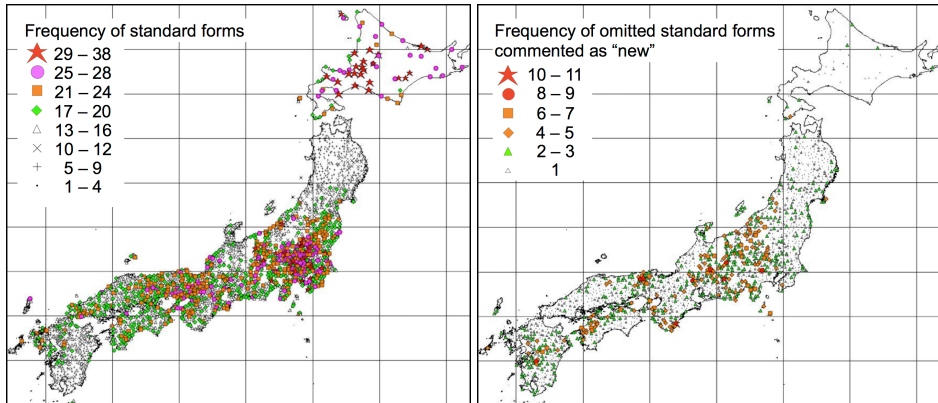 Frequency of standard forms
29 – 38
25 – 28
21 – 24
17 – 20
13 – 16
10 – 12
5 – 9
1 – 4
Frequency of omitted standard forms
commented as “new”
10 – 11
8 – 9
6 – 7
4 – 5
2 – 3
1